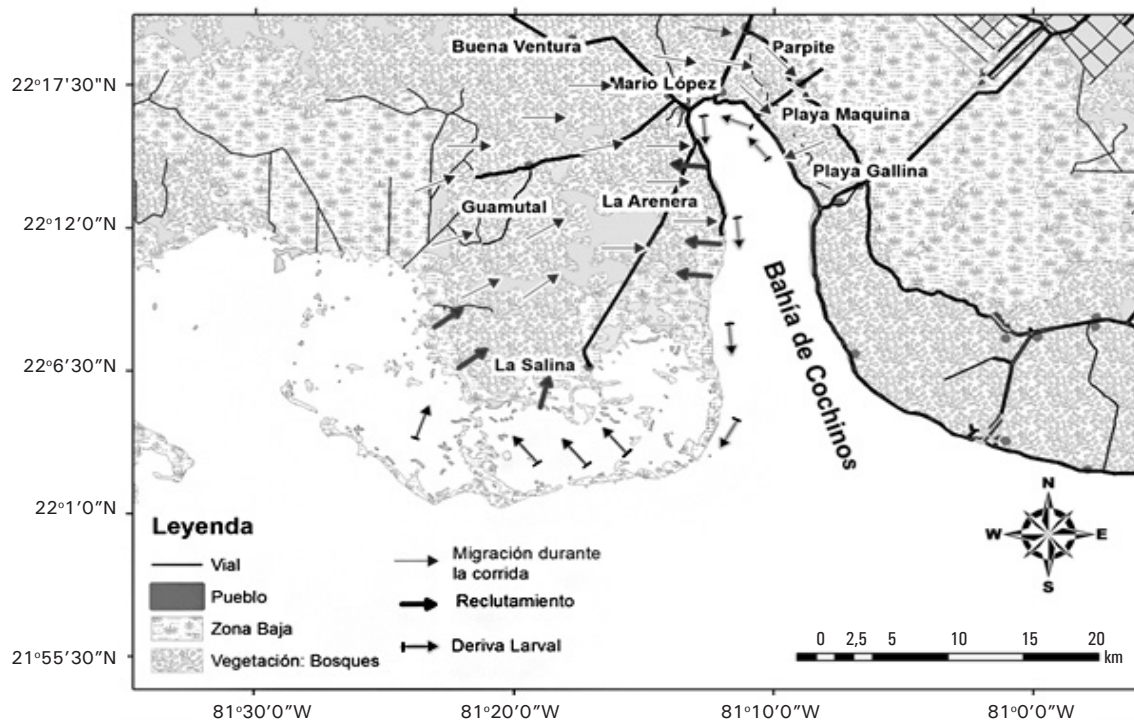 Buena Ventura
Parpite
22°17'30"N
Mario López
Playa Maquina
Playa Gallina
Guamutal
La Arenera
22°12'0"N
Bahía de Cochinos
22°6'30"N
La Salina
22°1'0"N
N
W E
S
Leyenda
Vial
Pueblo
Zona Baja
Vegetación: Bosques
Migración durante
la corrida
Reclutamiento
Deriva Larval
0 2,5 5 10 15 20
km
21°55'30"N
81°30'0"W 81°20'0"W 81°10'0"W 81°0'0"W